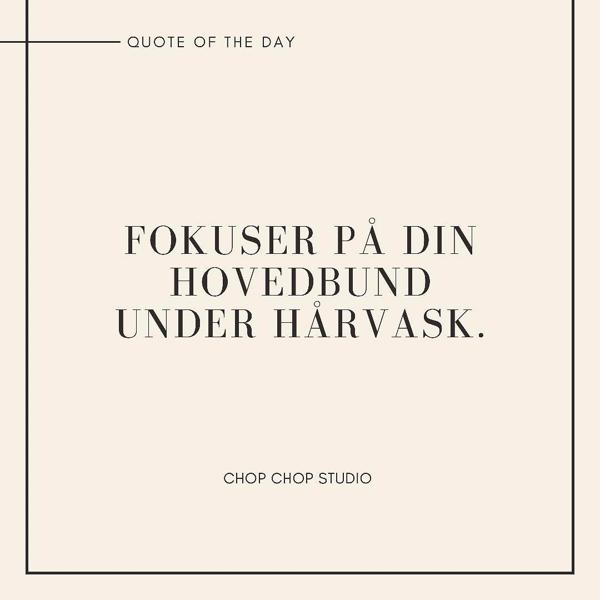 QUOTE OF THE DAY
FOKUSER PÅ DIN
HOVEDBUND
UNDER HÅRVASK.
CHOP CHOP STUDIO